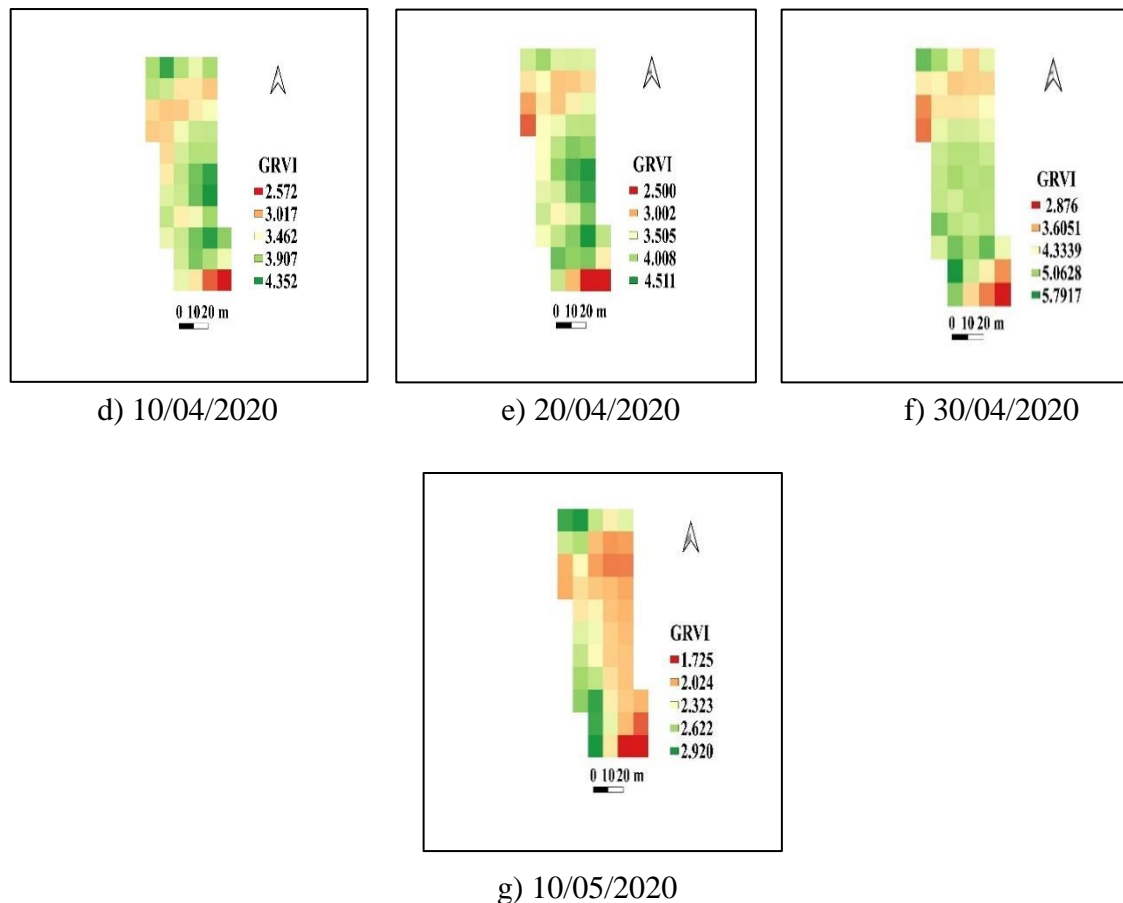 GRVI
2.572
3.017
3.462
3.907
4.352
0 10 20 m
d) 10/04/2020
GRVI
2.500
3.002
3.505
4.008
4.511
0 10 20 m
e) 20/04/2020
GRVI
2.876
3.6051
4.3339
5.0628
5.7917
0 10 20 m
f) 30/04/2020
GRVI
1.725
2.024
2.323
2.622
2.920
0 10 20 m
g) 10/05/2020